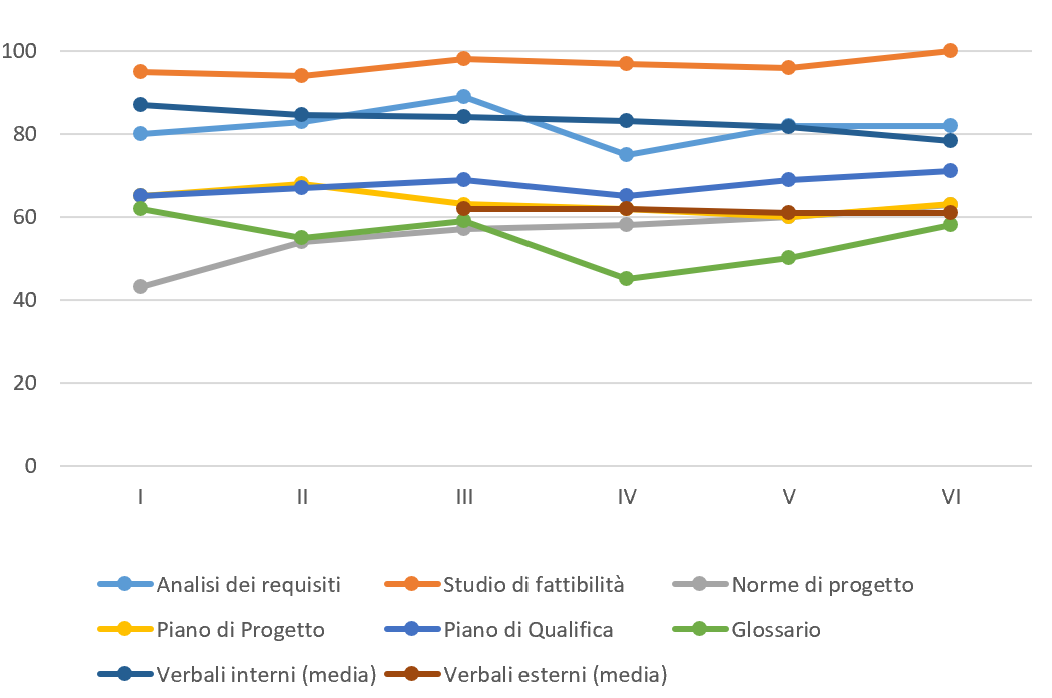 100
80
60
40
20
0
I II III IV V VI
Analisi dei requisiti Studio di fattibilità Norme di progetto
Piano di Progetto Piano di Qualifica Glossario
Verbali interni (media) Verbali esterni (media)